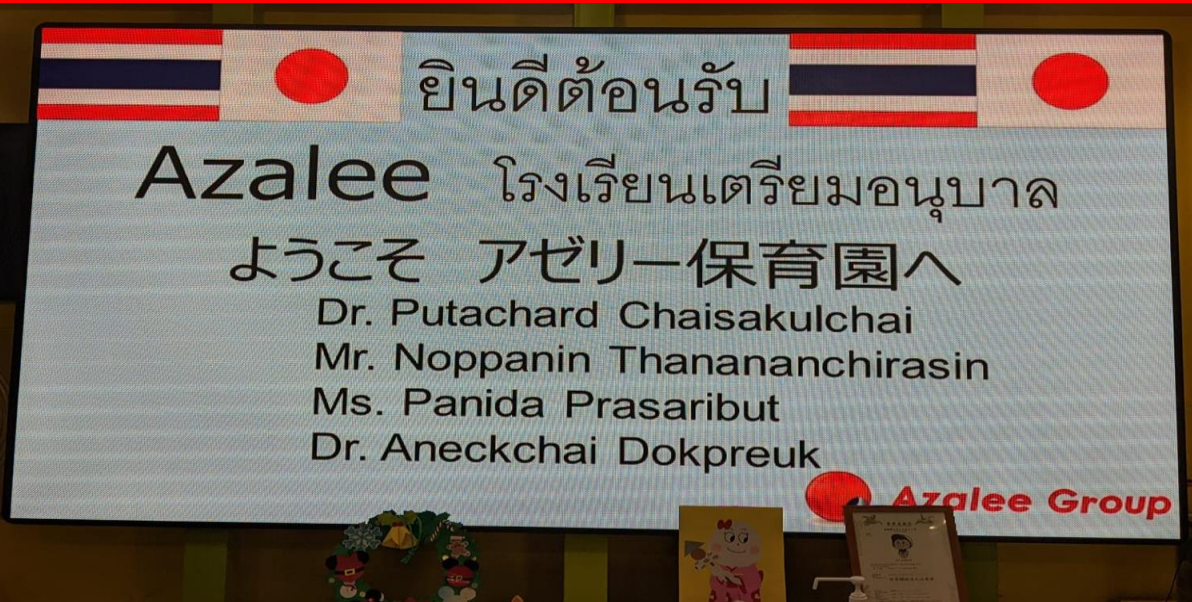 ยินดีต้อนรับ
Azalee โรงเรียนเตรียมอนุบาล
ようこそ アゼリー保育園へ
Dr. Putachard Chaisakulchai
Mr. Noppanin Thanananchirasin
Ms. Panida Prasaribut
Dr. Aneckchai Dokpreuk
Azalee Group